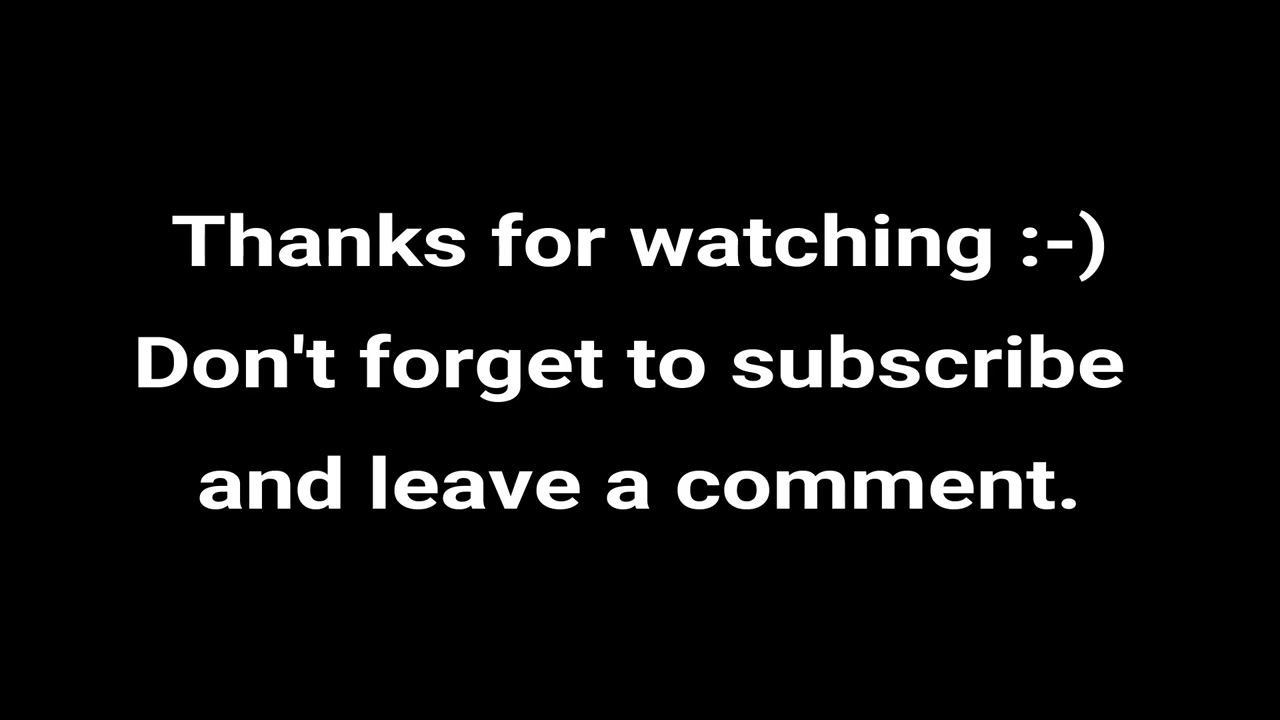 Thanks for watching :-)
Don't forget to subscribe
and leave a comment.